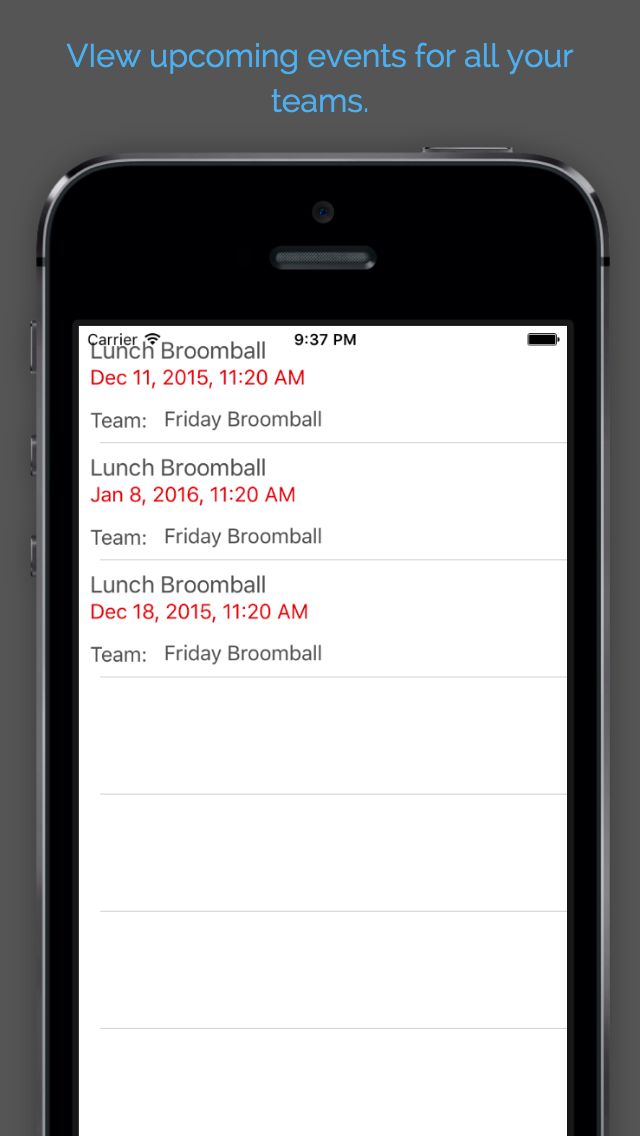 VIew upcoming events for all your
teams.
Carrier 9:37 PM
Lunch Broomball
Dec 11, 2015, 11:20 AM
Team: Friday Broomball
Lunch Broomball
Jan 8, 2016, 11:20 AM
Team: Friday Broomball
Lunch Broomball
Dec 18, 2015, 11:20 AM
Team: Friday Broomball